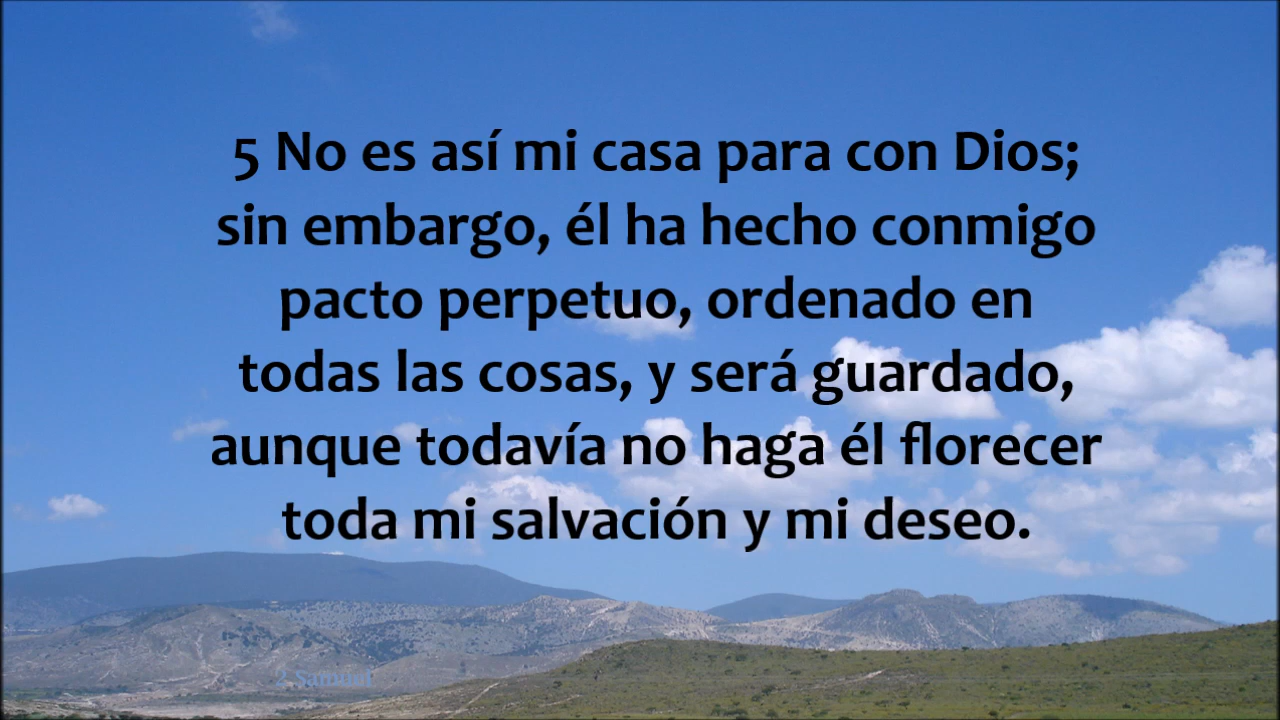 5 No es así mi casa para con Dios;
sin embargo, él ha hecho conmigo
pacto perpetuo, ordenado en
todas las cosas, y será guardado,
aunque todavía no haga él florecer
toda mi salvación y mi deseo.
2 Samuel